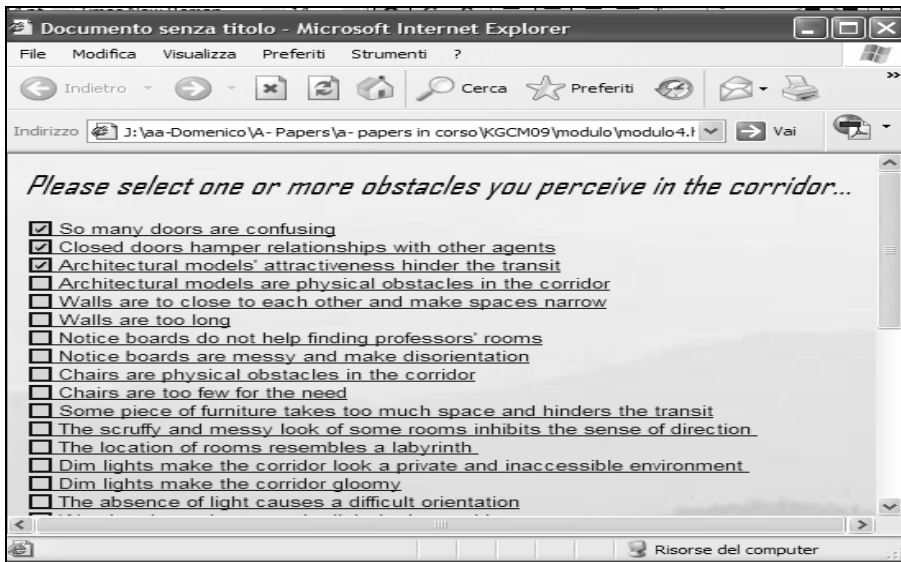 Documento senza titolo - Microsoft Internet Explorer
File Modifica Visualizza Preferiti Strumenti ?
Indietro Cerca Preferiti »
Indirizzo J:\aa-Domenico\A- Papers\a- papers in corso\KGCM09\modulo\modulo4.h Vai
Please select one or more obstacles you perceive in the corridor...
So many doors are confusing
Closed doors hamper relationships with other agents
Architectural models' attractiveness hinder the transit
Architectural models are physical obstacles in the corridor
Walls are to close to each other and make spaces narrow
Walls are too long
Notice boards do not help finding professors' rooms
Notice boards are messy and make disorientation
Chairs are physical obstacles in the corridor
Chairs are too few for the need
Some piece of furniture takes too much space and hinders the transit
The scruffy and messy look of some rooms inhibits the sense of direction
The location of rooms resembles a labyrinth
Dim lights make the corridor look a private and inaccessible environment
Dim lights make the corridor gloomy
The absence of light causes a difficult orientation
Risorse del computer